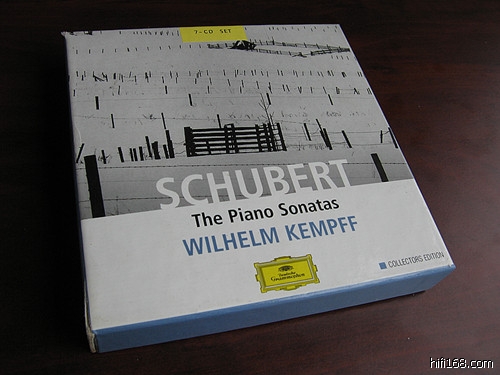 7-CD SET
SCHUBERT
The Piano Sonatas
WILHELM KEMPFF
Deutsche
Grammophon
COLLECTORS EDITION
hifi168.com